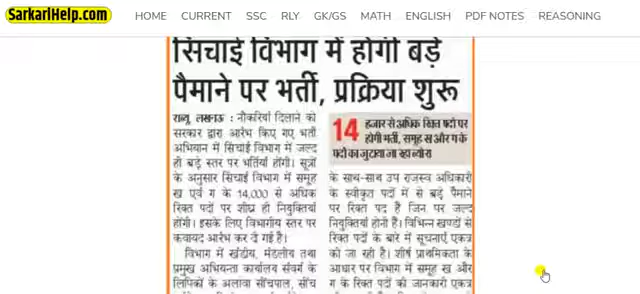 SarkarIHelp.com
HOME CURRENT SSC RLY GK/GS MATH ENGLISH PDF NOTES REASONING
सिंचाई विभाग में होगी बड़े
पैमाने पर भर्ती, प्रक्रिया शुरू
राब्यू, लखनऊ : नौकरियां दिलाने को
सरकार द्वारा आरंभ किए गए भर्ती
अभियान में सिंचाई विभाग में जल्द
ही बड़े स्तर पर भर्तियां होंगी। सूत्रों
के अनुसार सिंचाई विभाग में समूह
ख एवं ग के 14,000 से अधिक
रिक्त पदों पर शीघ्र ही नियुक्तियां
होंगी। इसके लिए विभागीय स्तर पर
कवायद आरंभ कर दी गई है।
विभाग में खंडीय, मंडलीय तथा
प्रमुख अभियन्ता कार्यालय संवर्ग के
लिपिकों के अलावा सींचपाल, सींच
14 हजार से अधिक रिक्त पदों पर
होगी भर्ती, समूह ख और ग के
पदों का जुटाया जा रहा ब्योरा
के साथ-साथ उप राजस्व अधिकारी
के स्वीकृत पदों में से बड़े पैमाने
पर रिक्त पद हैं जिन पर जल्द
नियुक्तियां होनी हैं। विभिन्न खण्डों से
रिक्त पदों के बारे में सूचनाएं एकत्र
की जा रही है। शीर्ष प्राथमिकता के
आधार पर विभाग में समूह ख और
ग के रिक्त पदों की जानकारी एकत्र